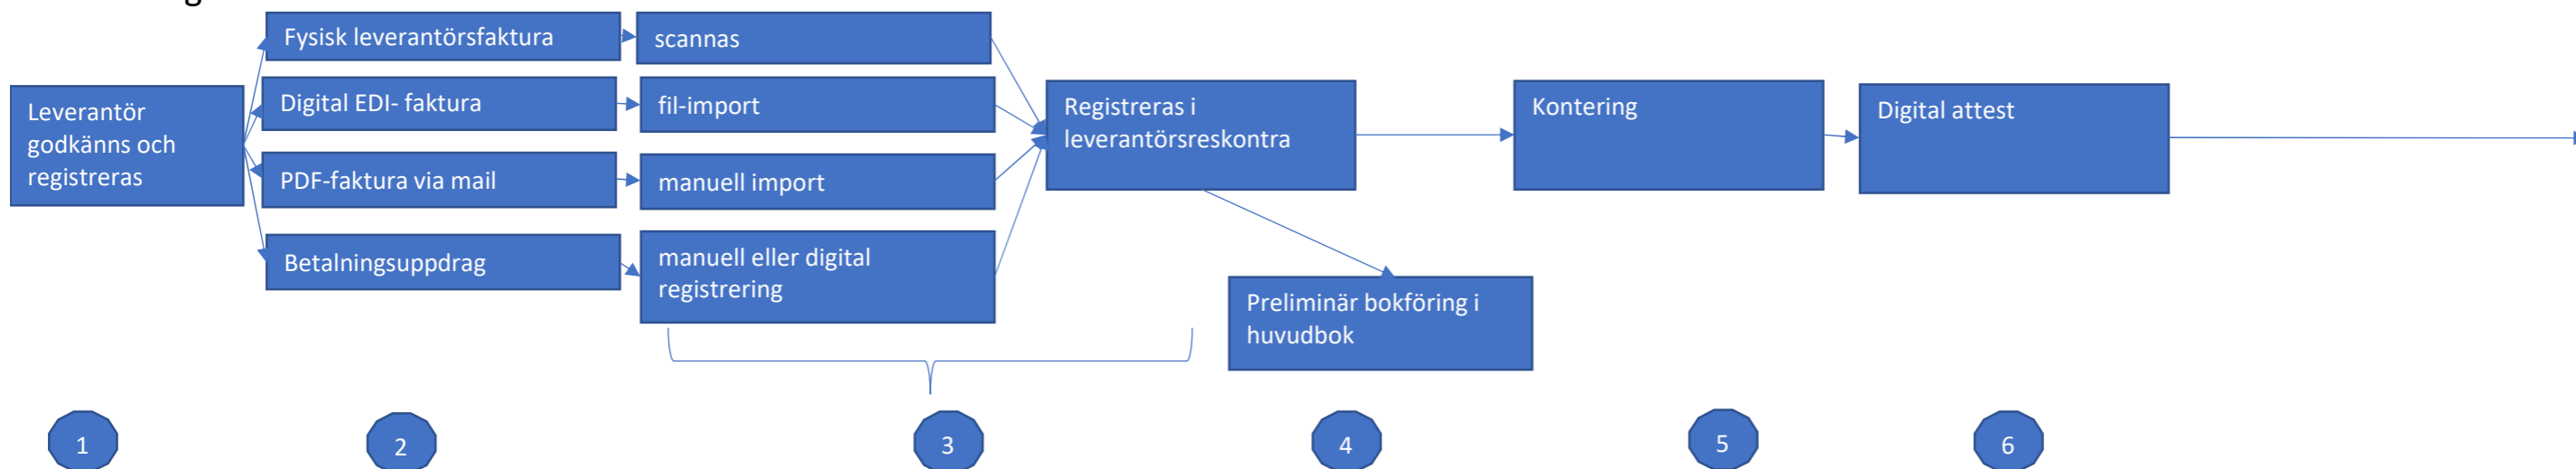 Fysisk leverantörsfaktura
scannas
Digital EDI- faktura
fil-import
PDF-faktura via mail
manuell import
Betalningsuppdrag
manuell eller digital
registrering
Leverantör
godkänns och
registreras
Registreras i
leverantörsreskontra
Preliminär bokföring i
huvudbok
Kontering
Digital attest
1
2
3
4
5
6